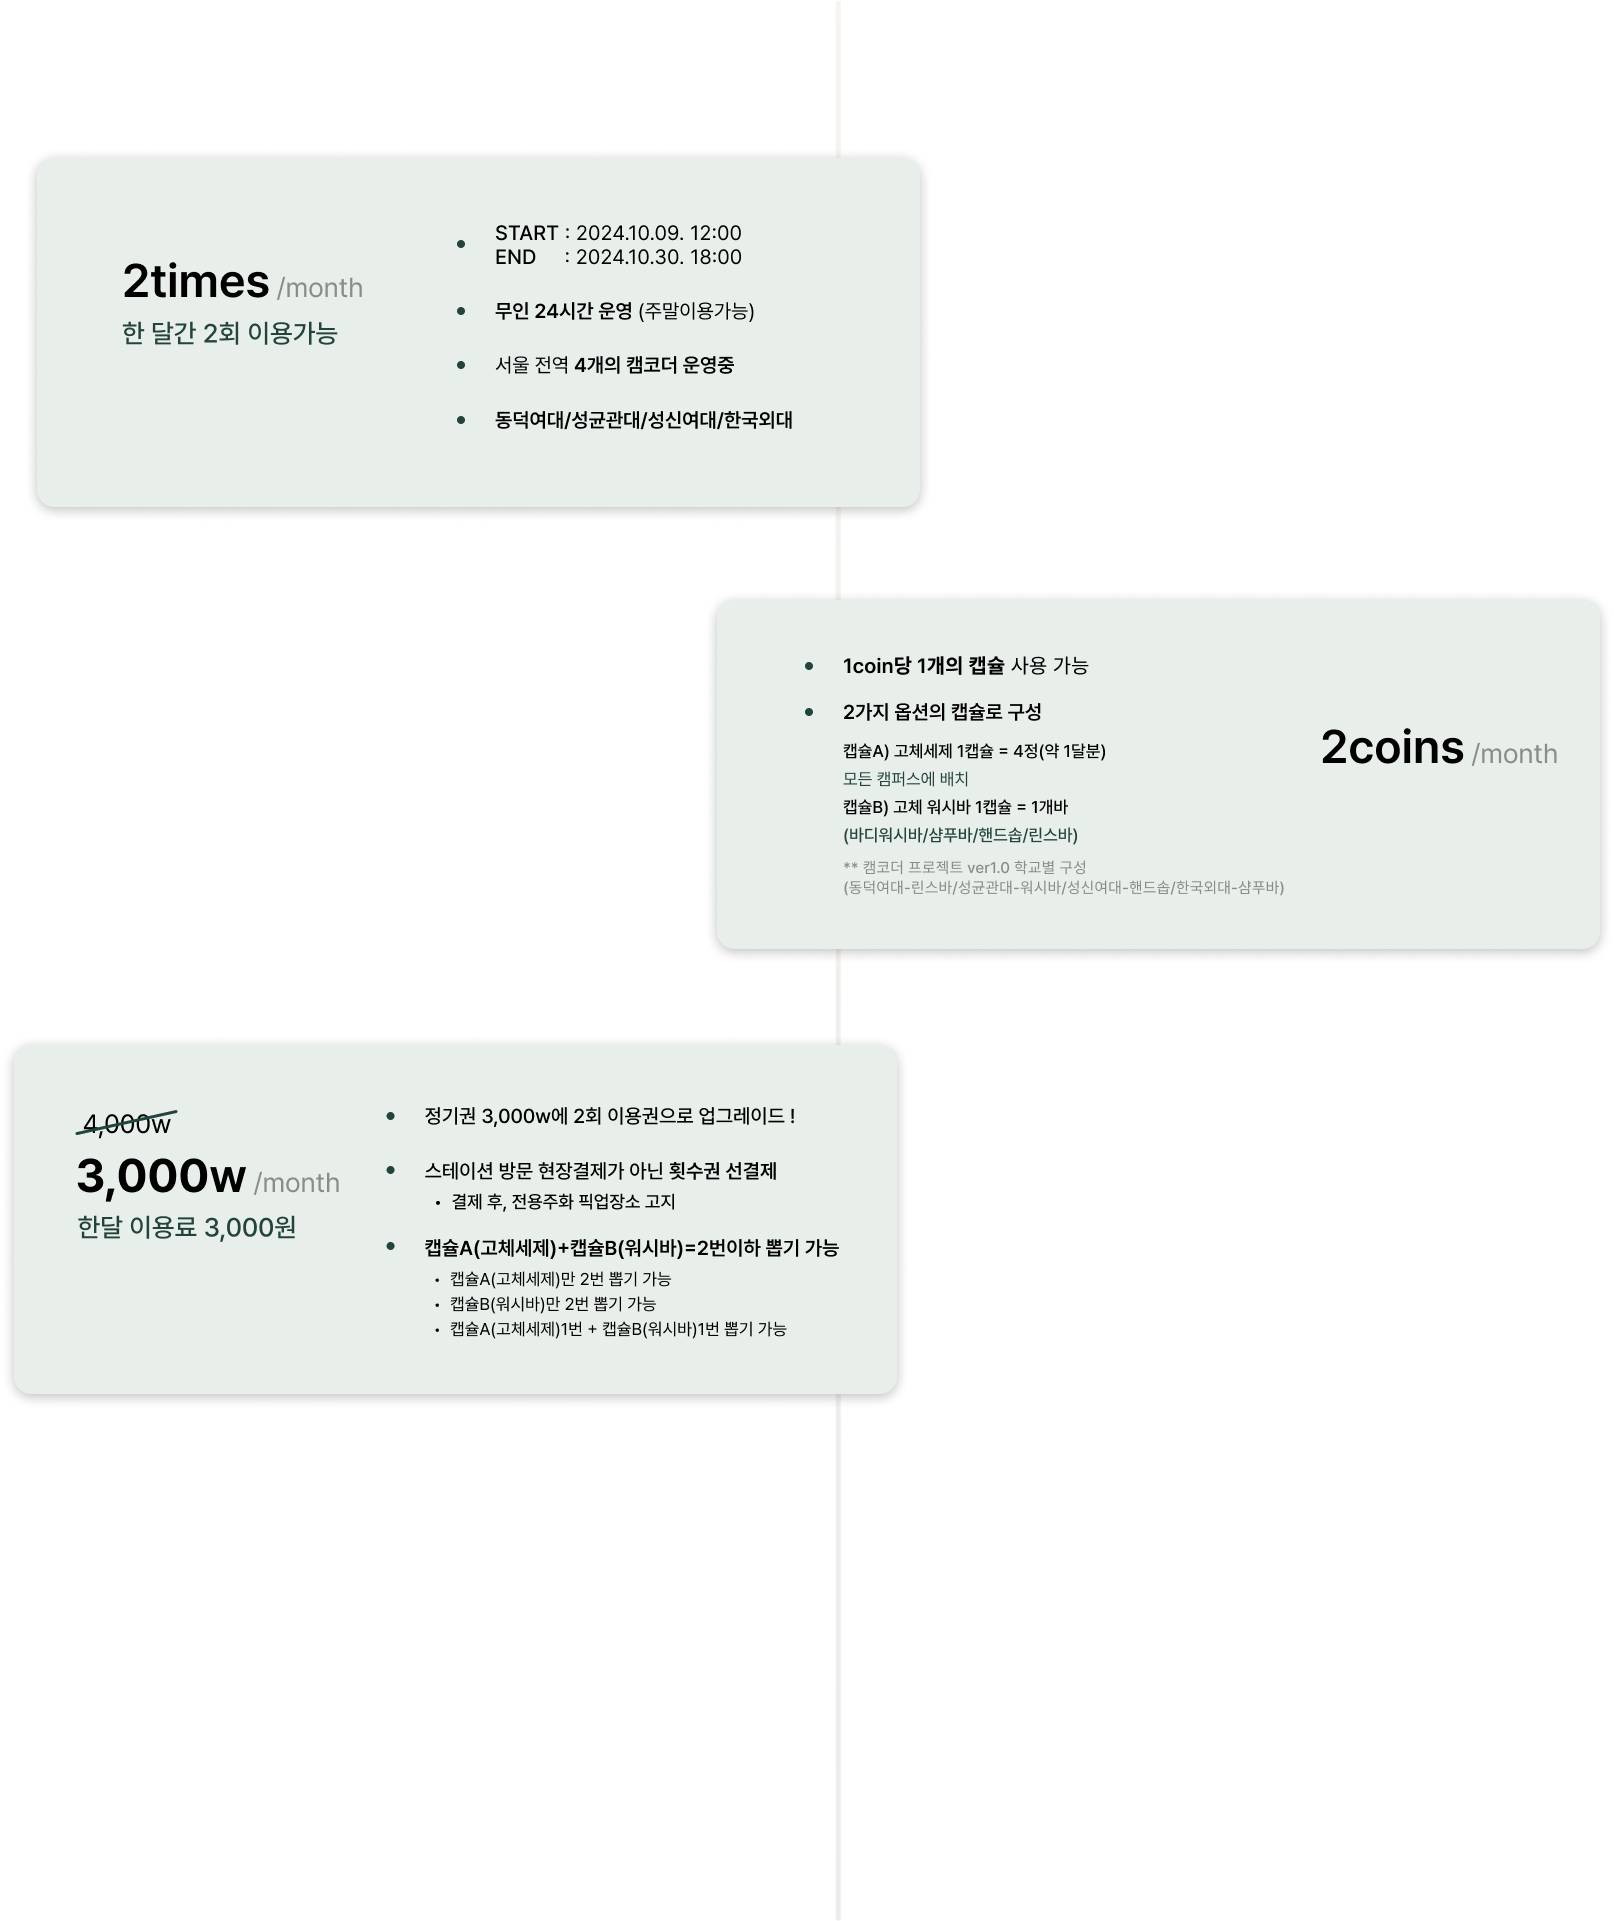 2times /month
한 달간 2회 이용가능
START : 2024.10.09. 12:00
END : 2024.10.30. 18:00
무인 24시간 운영 (주말이용가능)
서울 전역 4개의 캠코더 운영중
동덕여대/성균관대/성신여대/한국외대
1coin당 1개의 캡슐 사용 가능
2가지 옵션의 캡슐로 구성
캡슐A) 고체세제 1캡슐 = 4정(약 1달분)
모든 캠퍼스에 배치
캡슐B) 고체 워시바 1캡슐 = 1개바
(바디워시바/샴푸바/핸드솝/린스바)
** 캠코더 프로젝트 ver1.0 학교별 구성
(동덕여대-린스바/성균관대-워시바/성신여대-핸드솝/한국외대-샴푸바)
2coins /month
4,000w
3,000w /month
한달 이용료 3,000원
정기권 3,000w에 2회 이용권으로 업그레이드 !
스테이션 방문 현장결제가 아닌 횟수권 선결제
• 결제 후, 전용주화 픽업장소 고지
캡슐A(고체세제)+캡슐B(워시바)=2번이하 뽑기 가능
• 캡슐A(고체세제)만 2번 뽑기 가능
• 캡슐B(워시바)만 2번 뽑기 가능
• 캡슐A(고체세제)1번 + 캡슐B(워시바)1번 뽑기 가능